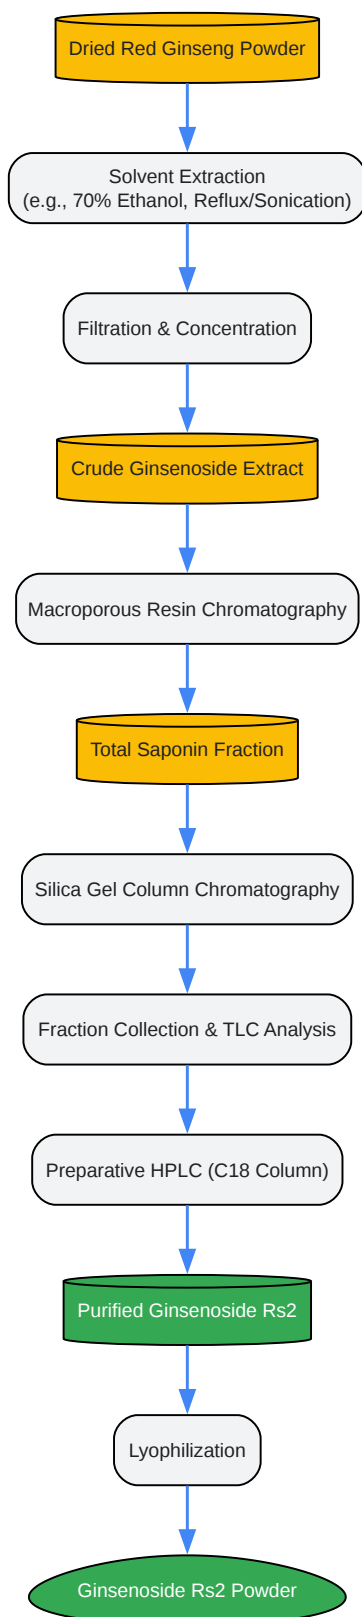 Dried Red Ginseng Powder
Solvent Extraction
(e.g., 70% Ethanol, Reflux/Sonication)
Filtration & Concentration
Crude Ginsenoside Extract
Macroporous Resin Chromatography
Total Saponin Fraction
Silica Gel Column Chromatography
Fraction Collection & TLC Analysis
Preparative HPLC (C18 Column)
Purified Ginsenoside Rs2
Lyophilization
Ginsenoside Rs2 Powder